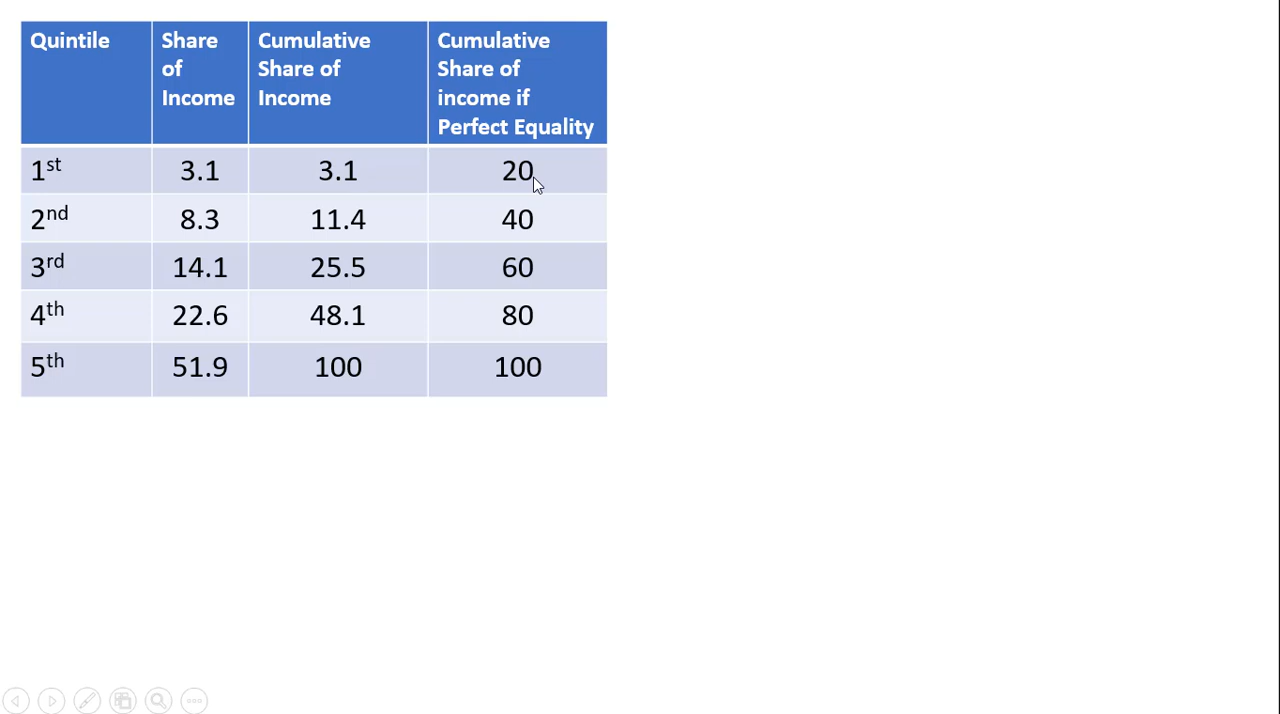 Quintile Share of Income Cumulative Share of Income Cumulative Share of income if Perfect Equality
1st 3.1 3.1 20
2nd 8.3 11.4 40
3rd 14.1 25.5 60
4th 22.6 48.1 80
5th 51.9 100 100